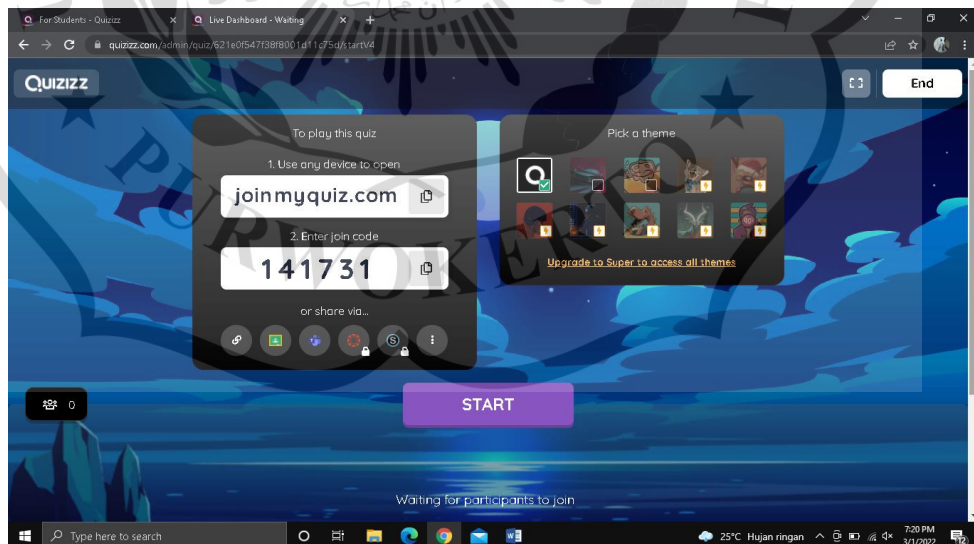 For Students - Quizizz
Live Dashboard - Waiting
quizizz.com/admin/quiz/621e0f547f38f8001d11c75d/startV4
QUIZIZZ
End
To play this quiz
1. Use any device to open
joinmyquiz.com
2. Enter join code
141731
or share via...
Pick a theme
Upgrade to Super to access all themes
0
START
Waiting for participants to join
Type here to search
25°C Hujan ringan
7:20 PM
3/1/2022
12
PURWOKERTO